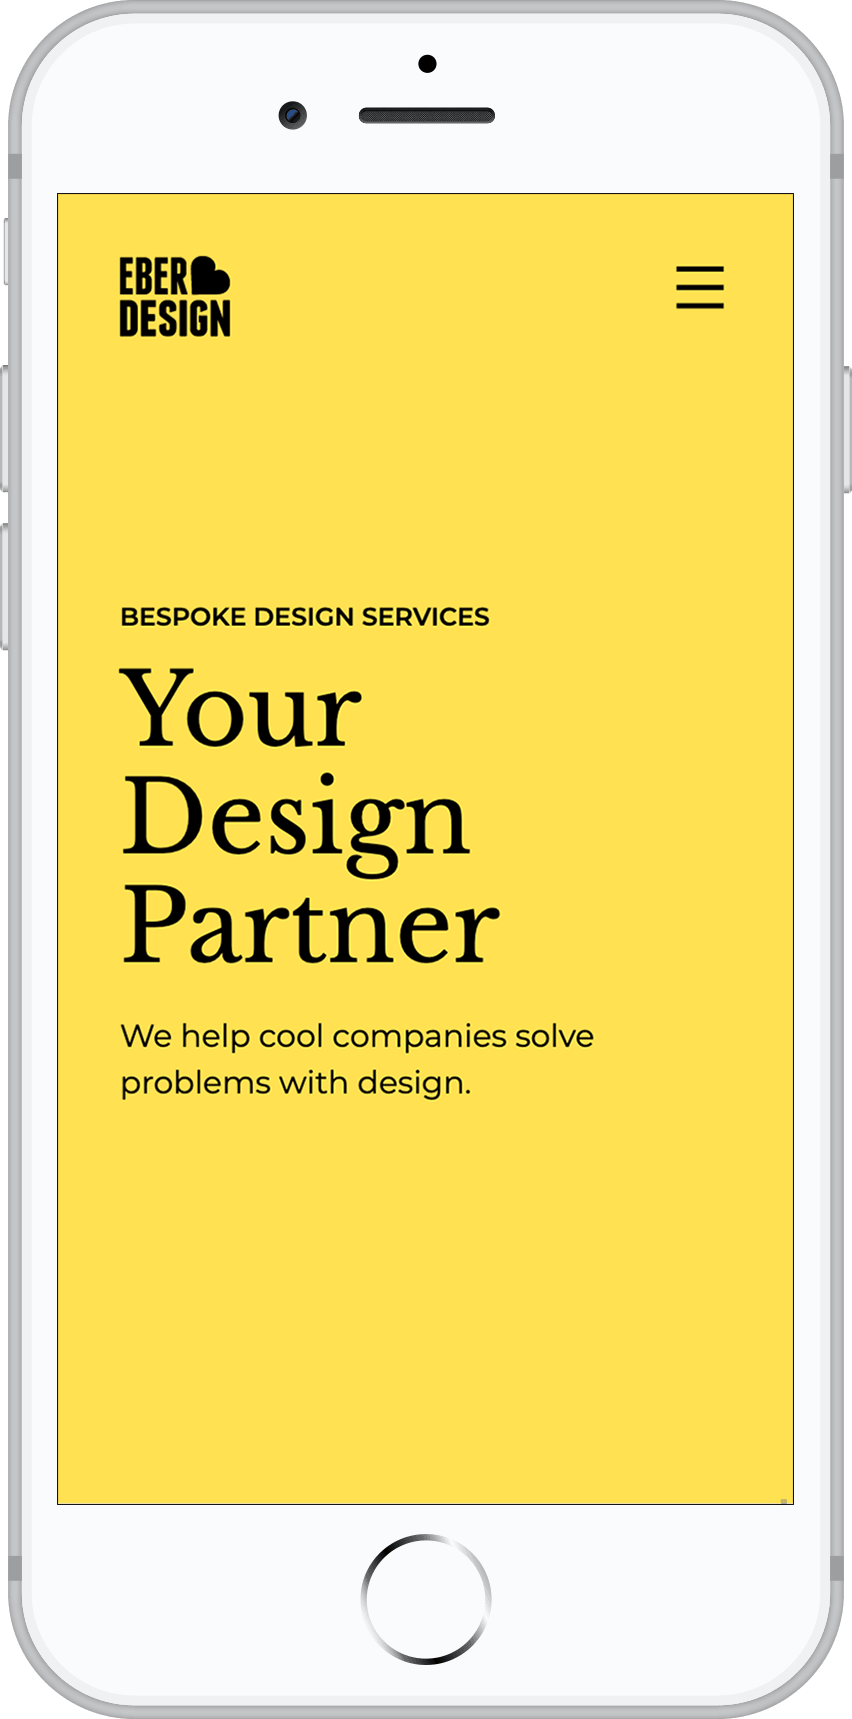 EBER
DESIGN
BESPOKE DESIGN SERVICES
Your
Design
Partner
We help cool companies solve
problems with design.